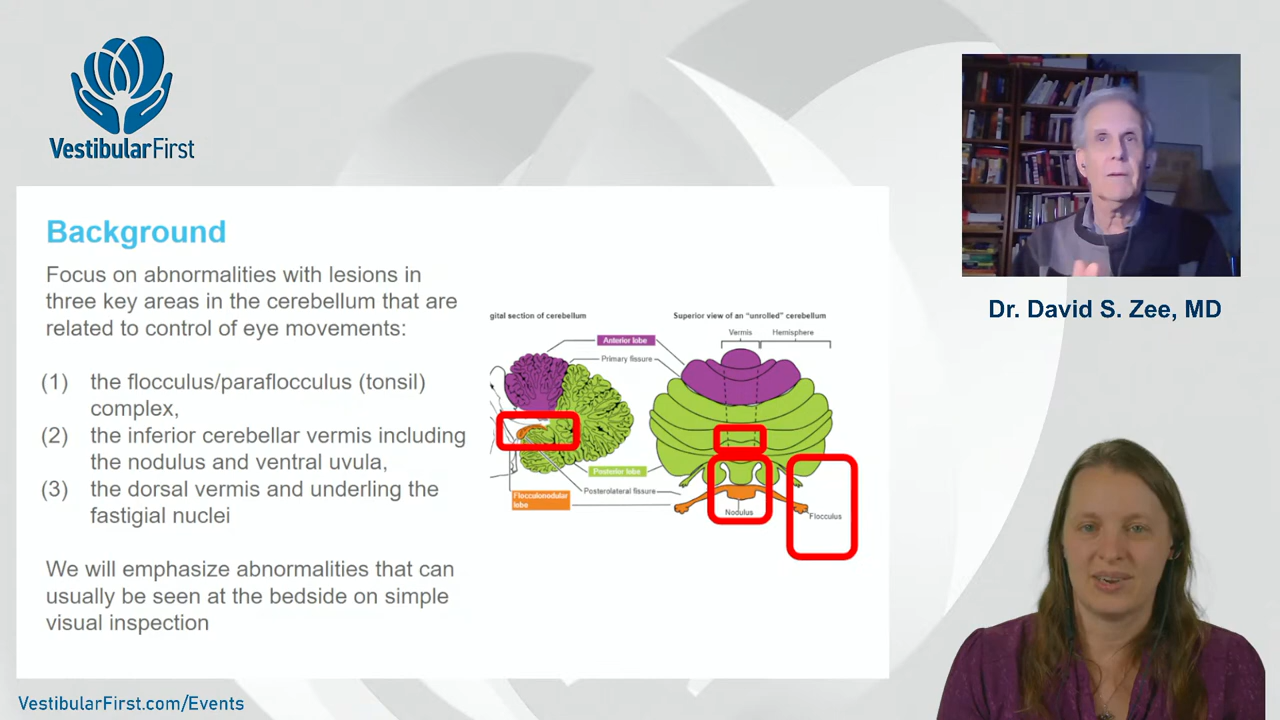 VestibularFirst
Background
Focus on abnormalities with lesions in
three key areas in the cerebellum that are
related to control of eye movements:
(1) the flocculus/paraflocculus (tonsil)
complex,
(2) the inferior cerebellar vermis including
the nodulus and ventral uvula,
(3) the dorsal vermis and underling the
fastigial nuclei
We will emphasize abnormalities that can
usually be seen at the bedside on simple
visual inspection
gital section of cerebellum
Superior view of an “unrolled” cerebellum
Vermis
Hemisphere
Anterior lobe
Primary fissure
Posterior lobe
Posterolateral fissure
Flocculonodular
lobe
Nodulus
Flocculus
Dr. David S. Zee, MD
VestibularFirst.com/Events